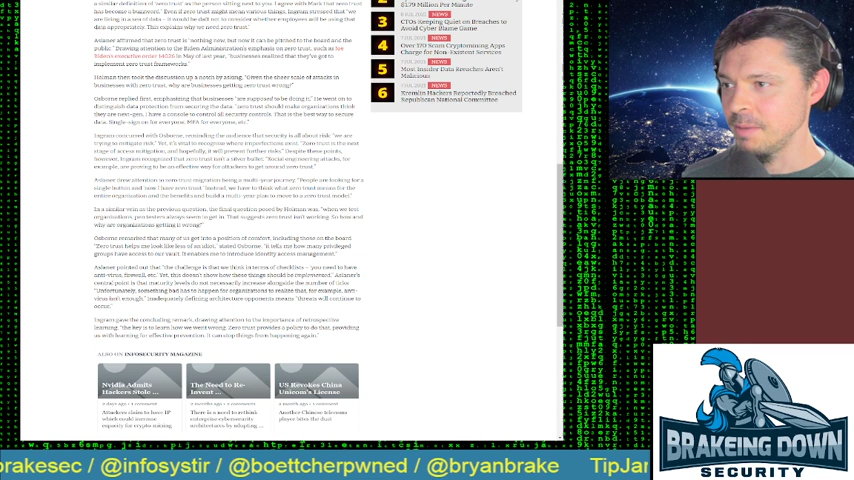 a similar definition of "zero trust" as the person sitting next to you. I agree with Mark that zero trust
has become a buzzword." Even if zero trust might mean various things, Ingram stressed that "we
are living in a sea of data – it would be daft not to consider whether employees will be using that
data appropriately. This explains why we need zero trust."
Aslaner affirmed that zero trust is "nothing new, but now it can be pitched to the board and the
public." Drawing attention to the Biden Administration's emphasis on zero trust, such as Joe
Biden's executive order 14028 in May of last year, "businesses realized that they've got to
implement zero trust frameworks."
Holman then took the discussion up a notch by asking, "Given the sheer scale of attacks in
businesses with zero trust, why are businesses getting zero trust wrong?"
Osborne replied first, emphasizing that businesses "are supposed to be doing it." He went on to
distinguish data protection from securing the data: "zero trust should make organizations think
they are next-gen, I have a console to control all security controls. That is the best way to secure
data. Single-sign on for everyone, MFA for everyone, etc."
Ingram concurred with Osborne, reminding the audience that security is all about risk: "we are
trying to mitigate risk." Yet, it's vital to recognize where imperfections arise. "Zero trust is the next
stage of access mitigation, and hopefully, it will prevent further risks." Despite these points,
however, Ingram recognized that zero trust isn't a silver bullet: "Social engineering attacks, for
example, are proving to be an effective way for attackers to get around zero trust."
Aslaner drew attention to zero trust migration being a multi-year journey. "People are looking for a
single button and 'now I have zero trust.' Instead, we have to think what zero trust means for the
entire organization and the benefits and build a multi-year plan to move to a zero trust model."
In a similar vein as the previous question, the final question posed by Holman was, "when we test
organizations, pen testers always seem to get in. That suggests zero trust isn't working. So how and
why are organizations getting it wrong?"
Osborne remarked that many of us get into a position of comfort, including those on the board.
"Zero trust helps me look like less of an idiot," stated Osborne. "It tells me how many privileged
groups have access to our vault. It enables me to introduce identity access management."
Aslaner pointed out that "the challenge is that we think in terms of checklists – you need to have
anti-virus, firewall, etc." Yet, this doesn't show how these things should be implemented." Aslaner's
central point is that maturity levels do not necessarily increase alongside the number of risks.
"Unfortunately, something bad has to happen for organizations to realize that, for example, anti-
virus isn't enough." Inadequately defining architecture opponents means "threats will continue to
occur."
Ingram gave the concluding remark, drawing attention to the importance of retrospective
learning, "the key is to learn how we went wrong. Zero trust provides a policy to do that, providing
us with learning for effective prevention. It can stop things from happening again."
ALSO ON INFOSECURITY MAGAZINE
Nvidia Admits
Hackers Stole ...
The Need to Re-
Invent ...
US Revokes China
Unicom's License
Attackers claim to have IP
which could increase
capacity for crypto mining
There is a need to rethink
enterprise cybersecurity
architectures by adopting ...
Another Chinese telecoms
player bites the dust
$1.79 Million Per Minute
3
NEWS
CTOs Keeping Quiet on Breaches to
Avoid Cyber Blame Game
4
NEWS
Over 170 Scam Cryptomining Apps
Charge for Non-Existent Services
5
NEWS
Most Insider Data Breaches Aren't
Malicious
6
NEWS
Kremlin Hackers Reportedly Breached
Republican National Committee
BRAKEING DOWN
SECURITY
brakesec / @infosystir / @boettcherpwned / @bryanbrake
TipJar